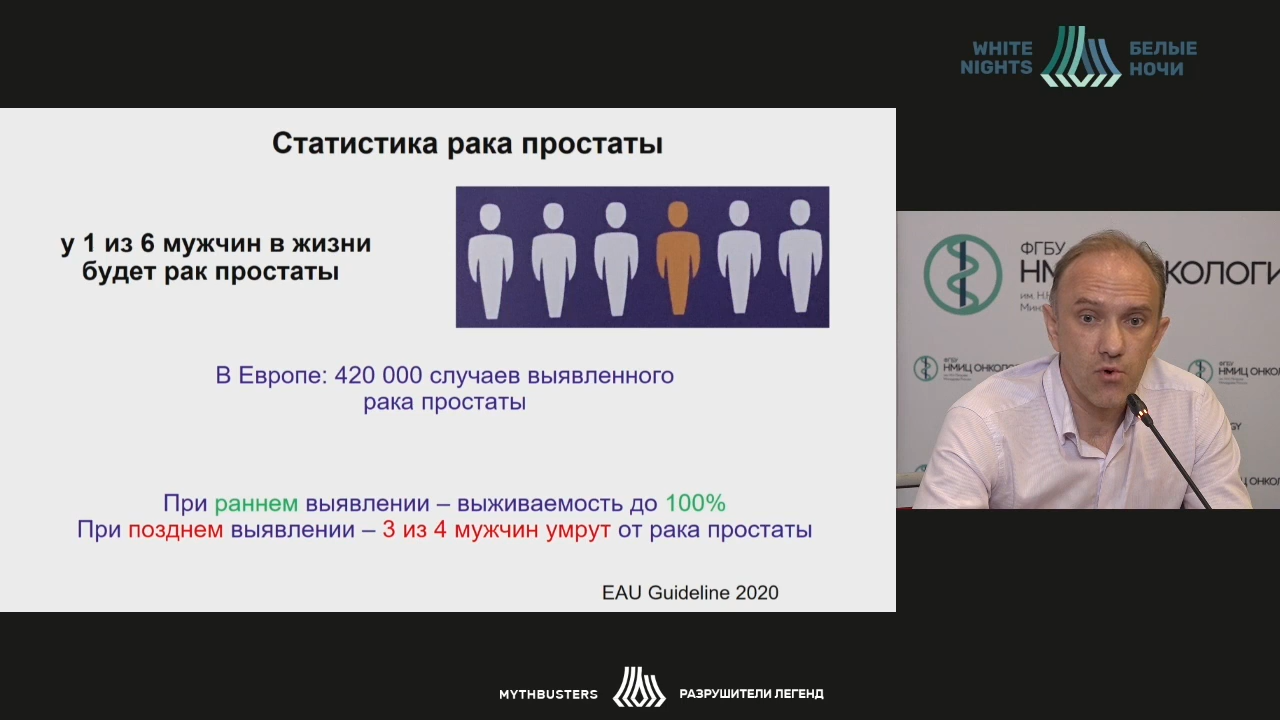 WHITE
NIGHTS
БЕЛЫЕ
НОЧИ
Статистика рака простаты
у 1 из 6 мужчин в жизни
будет рак простаты
В Европе: 420 000 случаев выявленного
рака простаты
При раннем выявлении – выживаемость до 100%
При позднем выявлении – 3 из 4 мужчин умрут от рака простаты
EAU Guideline 2020
ФГБУ
ФГБУ
НМИЦ
MYTHBUSTERS
РАЗРУШИТЕЛИ ЛЕГЕНД